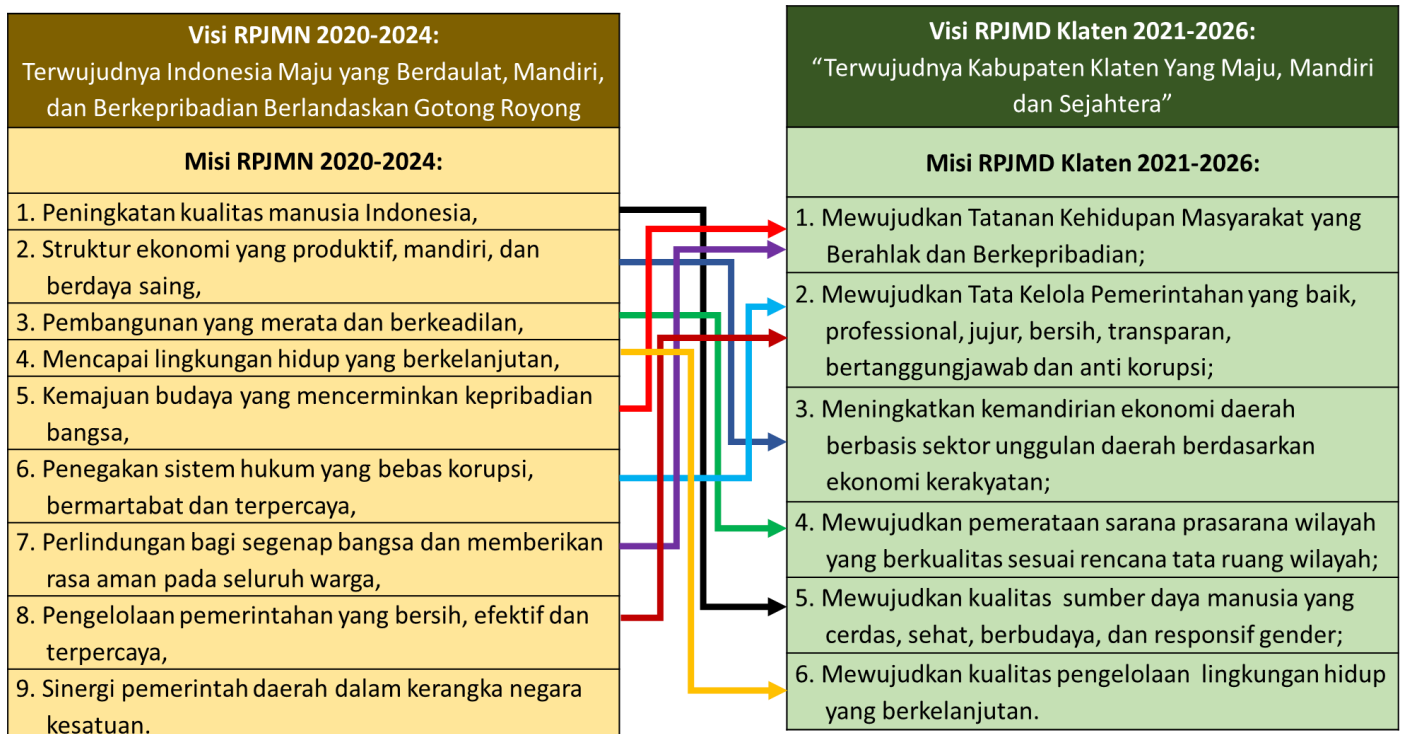 Visi RPJMN 2020-2024:
Terwujudnya Indonesia Maju yang Berdaulat, Mandiri,
dan Berkepribadian Berlandaskan Gotong Royong
Misi RPJMN 2020-2024:
1. Peningkatan kualitas manusia Indonesia,
2. Struktur ekonomi yang produktif, mandiri, dan
berdaya saing,
3. Pembangunan yang merata dan berkeadilan,
4. Mencapai lingkungan hidup yang berkelanjutan,
5. Kemajuan budaya yang mencerminkan kepribadian
bangsa,
6. Penegakan sistem hukum yang bebas korupsi,
bermartabat dan terpercaya,
7. Perlindungan bagi segenap bangsa dan memberikan
rasa aman pada seluruh warga,
8. Pengelolaan pemerintahan yang bersih, efektif dan
terpercaya,
9. Sinergi pemerintah daerah dalam kerangka negara
kesatuan.
Visi RPJMD Klaten 2021-2026:
“Terwujudnya Kabupaten Klaten Yang Maju, Mandiri
dan Sejahtera”
Misi RPJMD Klaten 2021-2026:
1. Mewujudkan Tatanan Kehidupan Masyarakat yang
Berahlak dan Berkepribadian;
2. Mewujudkan Tata Kelola Pemerintahan yang baik,
professional, jujur, bersih, transparan,
bertanggungjawab dan anti korupsi;
3. Meningkatkan kemandirian ekonomi daerah
berbasis sektor unggulan daerah berdasarkan
ekonomi kerakyatan;
4. Mewujudkan pemerataan sarana prasarana wilayah
yang berkualitas sesuai rencana tata ruang wilayah;
5. Mewujudkan kualitas sumber daya manusia yang
cerdas, sehat, berbudaya, dan responsif gender;
6. Mewujudkan kualitas pengelolaan lingkungan hidup
yang berkelanjutan.